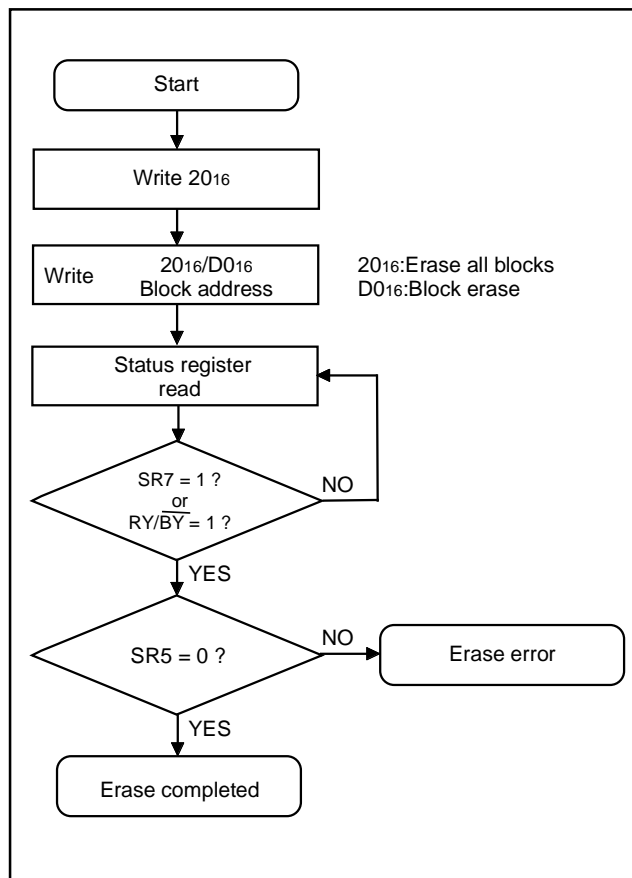 Start
Write 2016
Write 2016/D016
Block address
2016:Erase all blocks
D016:Block erase
Status register
read
SR7 = 1 ?
or
RY/BY = 1 ?
NO
YES
SR5 = 0 ?
NO
Erase error
YES
Erase completed